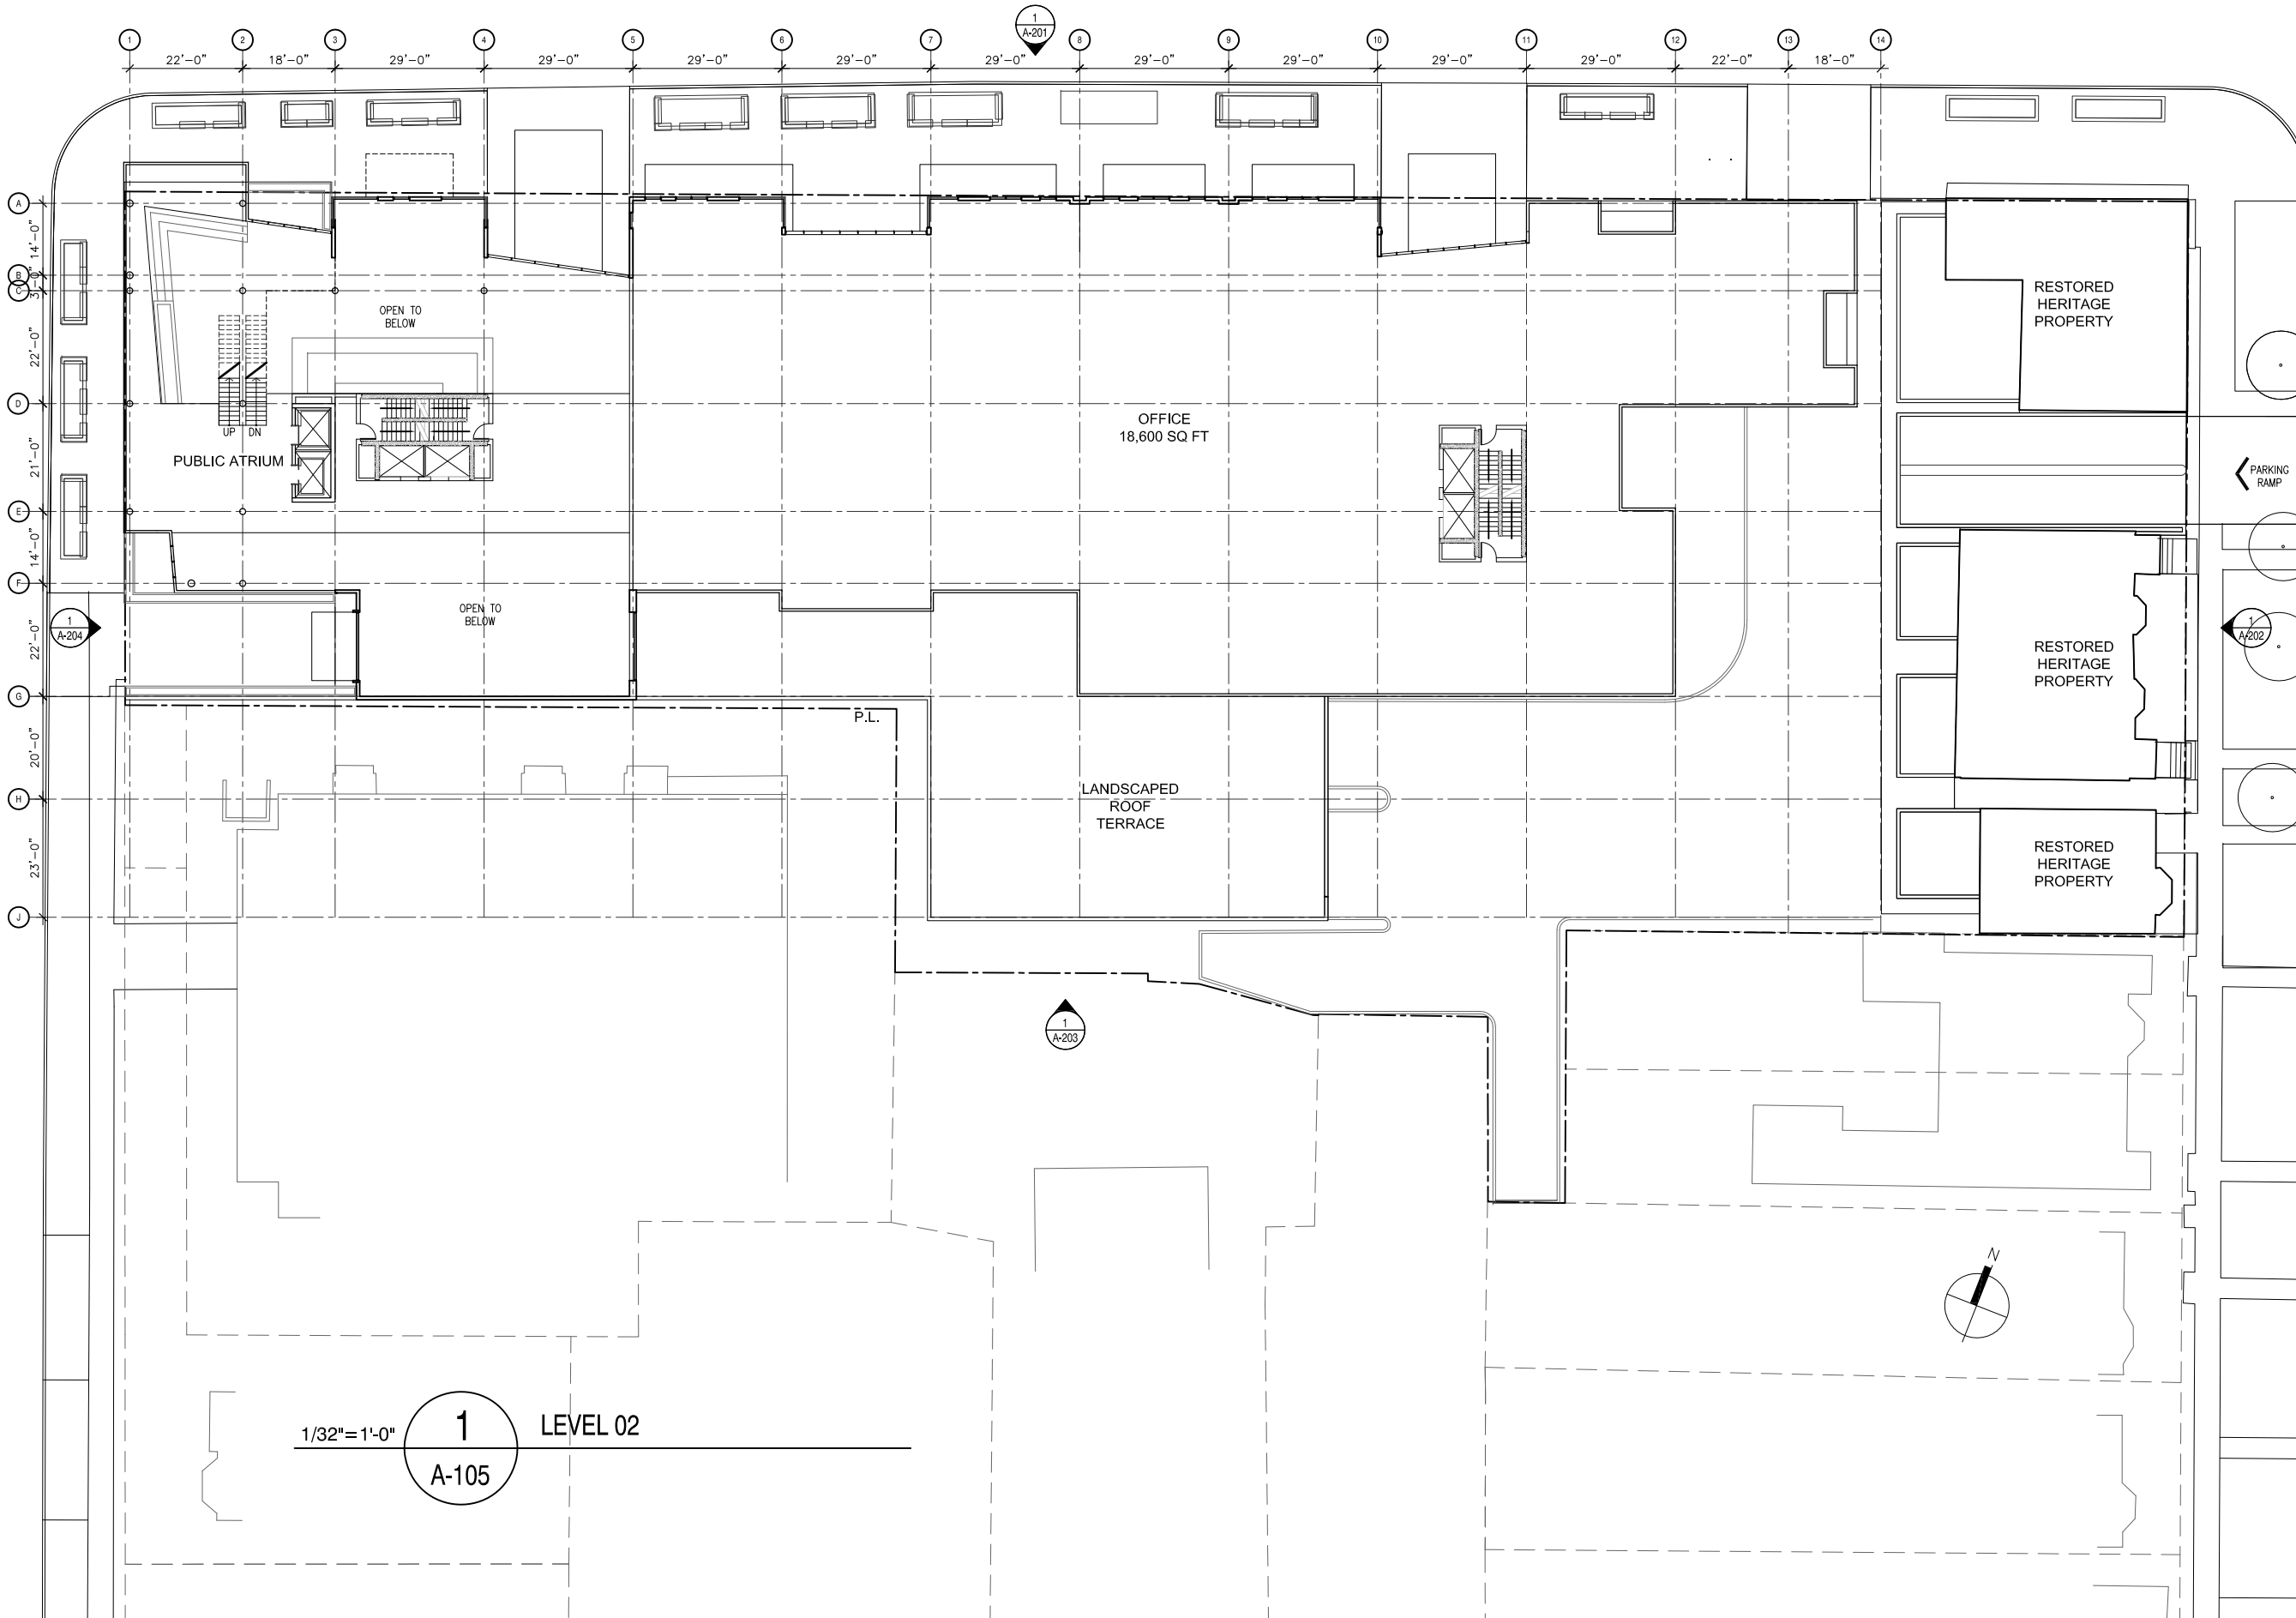 1
A-201
1 2 3 4 5 6 7 8 9 10 11 12 13 14
22'-0" 18'-0" 29'-0" 29'-0" 29'-0" 29'-0" 29'-0" 29'-0" 29'-0" 29'-0" 29'-0" 22'-0" 18'-0"
A
14'-0"
B
3'-0"
C
22'-0"
D
21'-0"
E
14'-0"
F
22'-0"
G
20'-0"
H
23'-0"
J
OPEN TO
BELOW
UP DN
PUBLIC ATRIUM
OFFICE
18,600 SQ FT
RESTORED
HERITAGE
PROPERTY
PARKING
RAMP
OPEN TO
BELOW
1
A-204
1
A-202
RESTORED
HERITAGE
PROPERTY
P.L.
LANDSCAPED
ROOF
TERRACE
RESTORED
HERITAGE
PROPERTY
1
A-203
N
1/32"=1'-0"
1
A-105
LEVEL 02